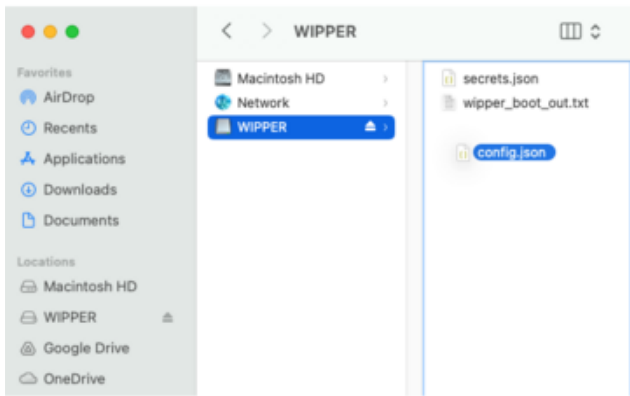 WIPPER
Favorites
AirDrop
Recents
Applications
Downloads
Documents
Locations
Macintosh HD
WIPPER
Google Drive
OneDrive
Macintosh HD
Network
WIPPER
secrets.json
wipper_boot_out.txt
config.json